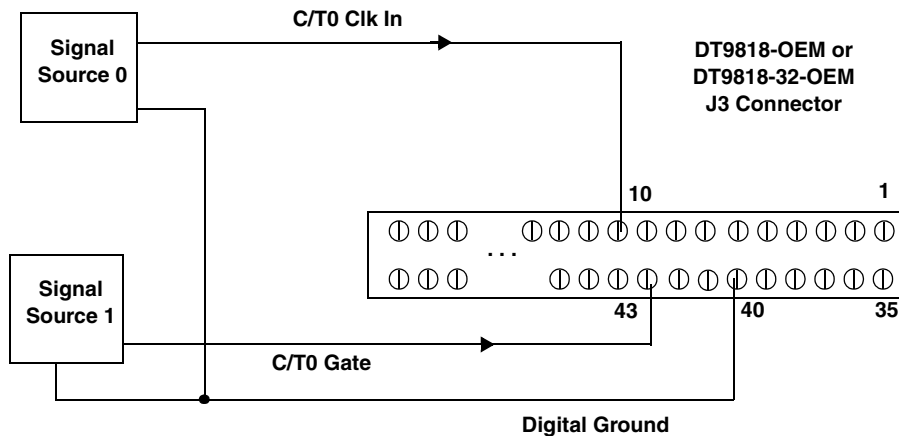 C/T0 Clk In
Signal
Source 0
DT9818-OEM or
DT9818-32-OEM
J3 Connector
10
1
. . .
Signal
Source 1
43
40
35
C/T0 Gate
Digital Ground